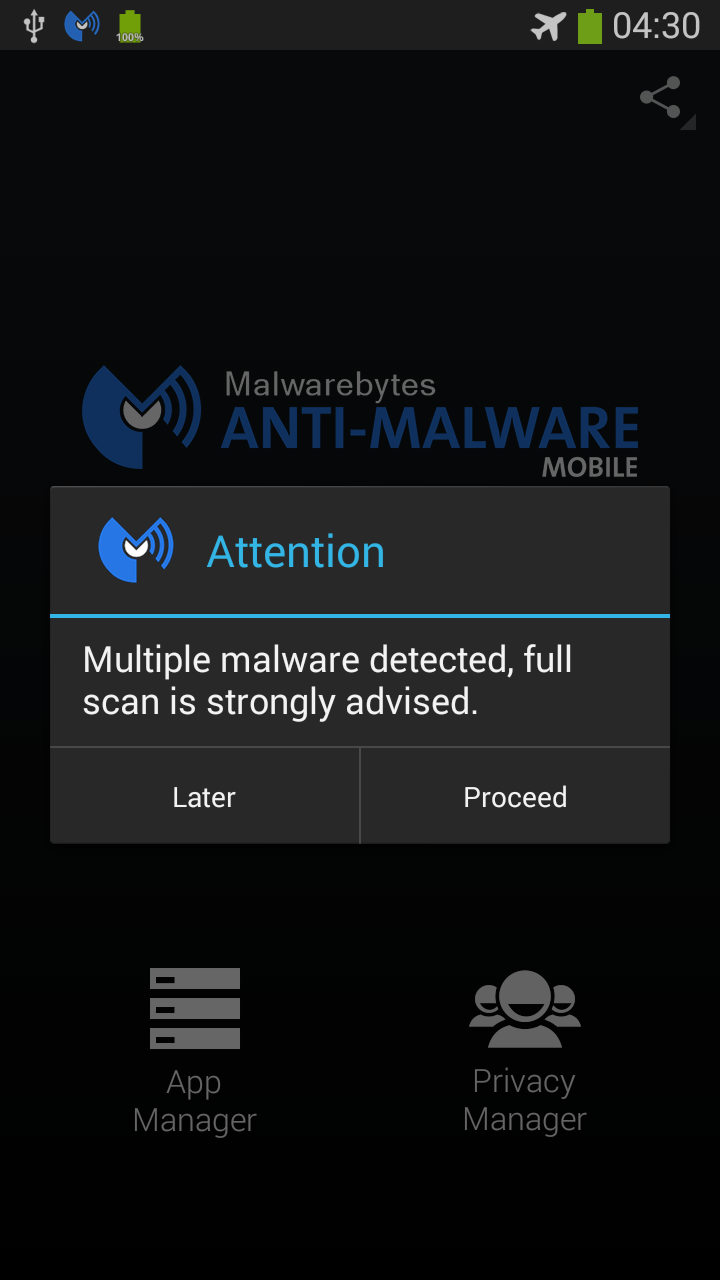 100%
04:30
Malwarebytes
ANTI-MALWARE
MOBILE
Attention
Multiple malware detected, full
scan is strongly advised.
Later
Proceed
App
Manager
Privacy
Manager